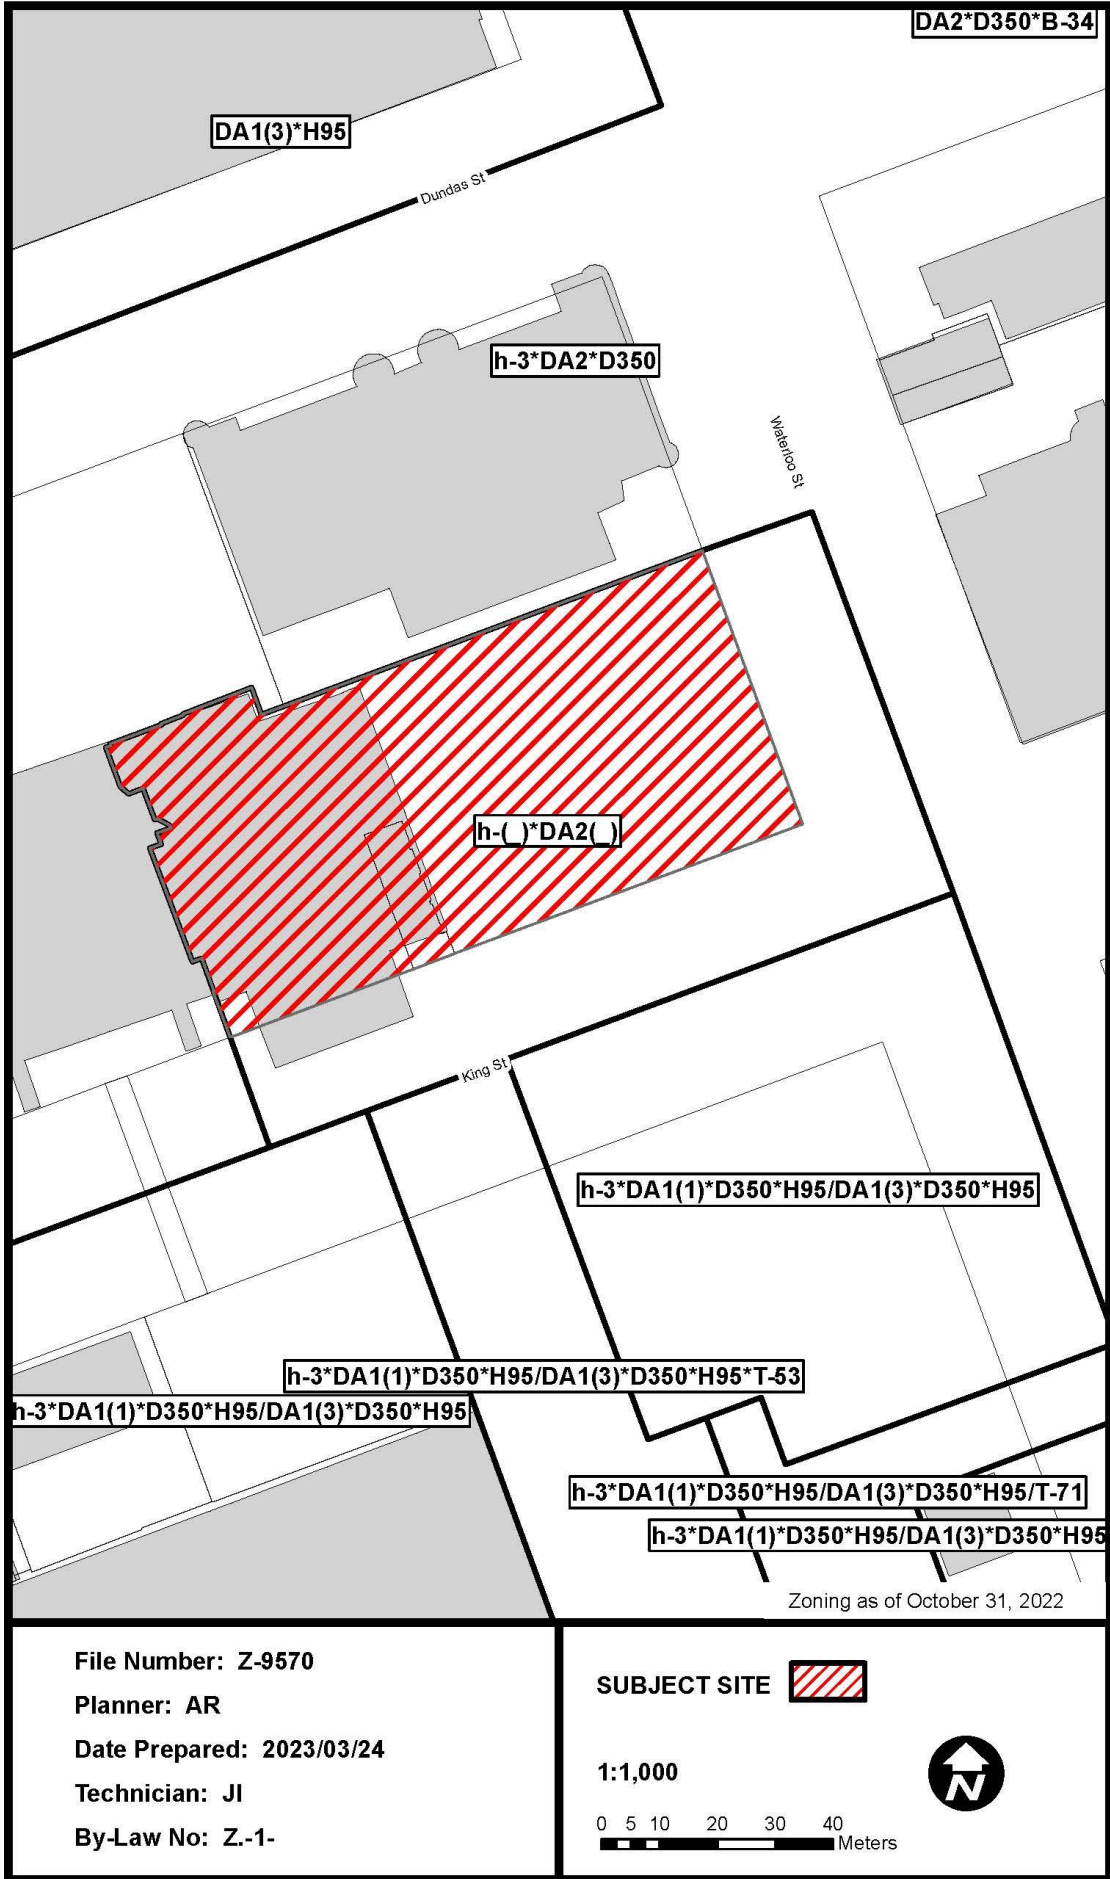 DA2*D350*B-34
DA1(3)*H95
Dundas St
h-3*DA2*D350
Waterloo St
h-(_)*DA2(_)
King St
h-3*DA1(1)*D350*H95/DA1(3)*D350*H95
h-3*DA1(1)*D350*H95/DA1(3)*D350*H95*T-53
h-3*DA1(1)*D350*H95/DA1(3)*D350*H95
h-3*DA1(1)*D350*H95/DA1(3)*D350*H95/T-71
h-3*DA1(1)*D350*H95/DA1(3)*D350*H95
Zoning as of October 31, 2022
File Number: Z-9570
Planner: AR
Date Prepared: 2023/03/24
Technician: JI
By-Law No: Z.-1-
SUBJECT SITE
1:1,000
N
0 5 10 20 30 40
Meters